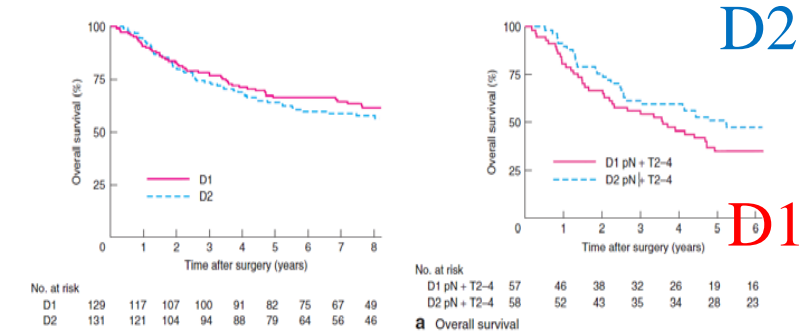 D2
100
75
50
25
Overall survival (%)
D1
D2
0 1 2 3 4 5 6 7 8
Time after surgery (years)
No. at risk
D1 129 117 107 100 91 82 75 67 49
D2 131 121 104 94 88 79 64 56 46
100
75
50
25
Overall survival (%)
D1 pN + T2–4
D2 pN + T2–4
0 1 2 3 4 5 6
D1
Time after surgery (years)
No. at risk
D1 pN + T2–4 57 46 38 32 26 19 16
D2 pN + T2–4 58 52 43 35 34 28 23
a Overall survival